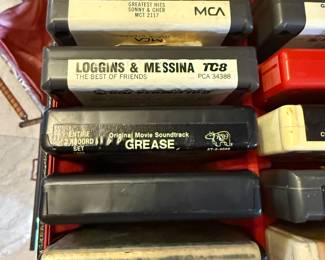 GREATEST HITS
SONNY & CHER
MCT 2117
MCA
LOGGINS & MESSINA TC8
THE BEST OF FRIENDS PCA 34388
ENTIRE
2 RECORD
SET
Original Movie Soundtrack
GREASE